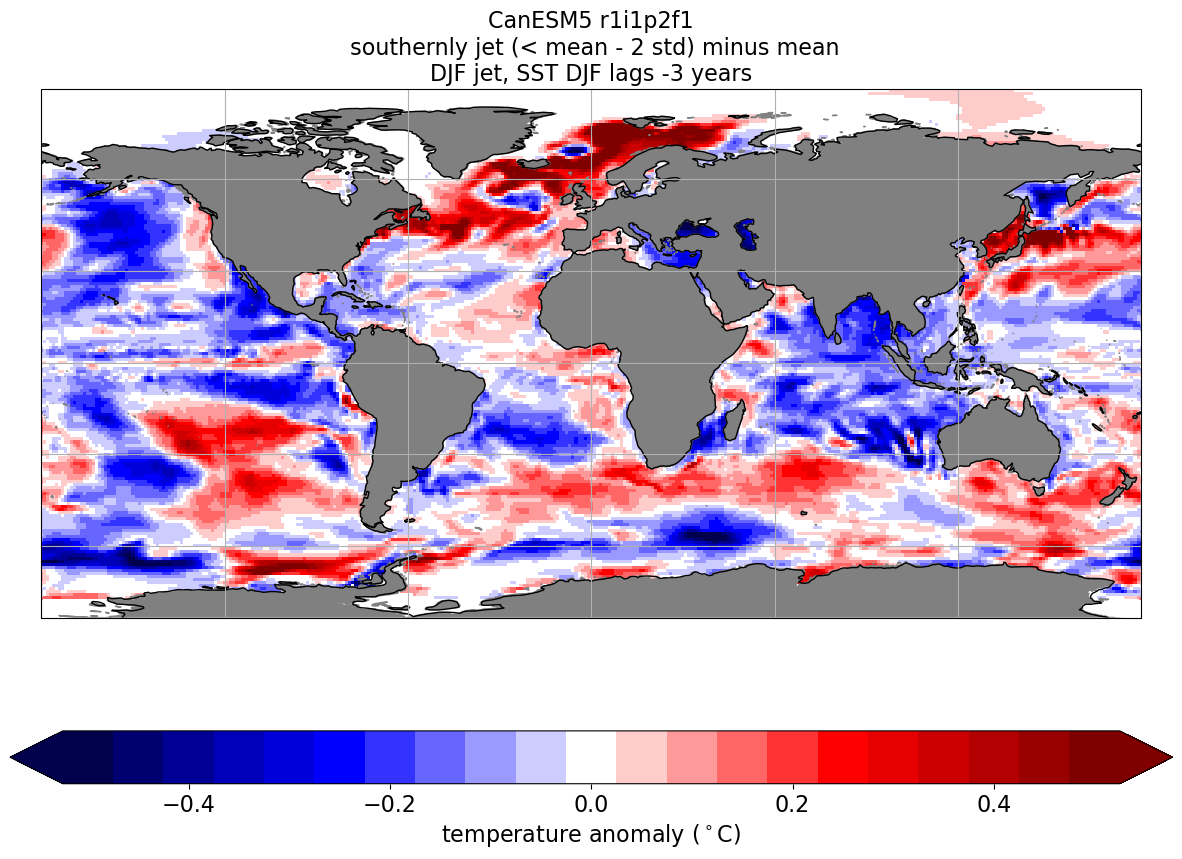 CanESM5 r1i1p2f1
southernly jet (< mean - 2 std) minus mean
DJF jet, SST DJF lags -3 years
−0.4 −0.2 0.0 0.2 0.4
temperature anomaly (°C)